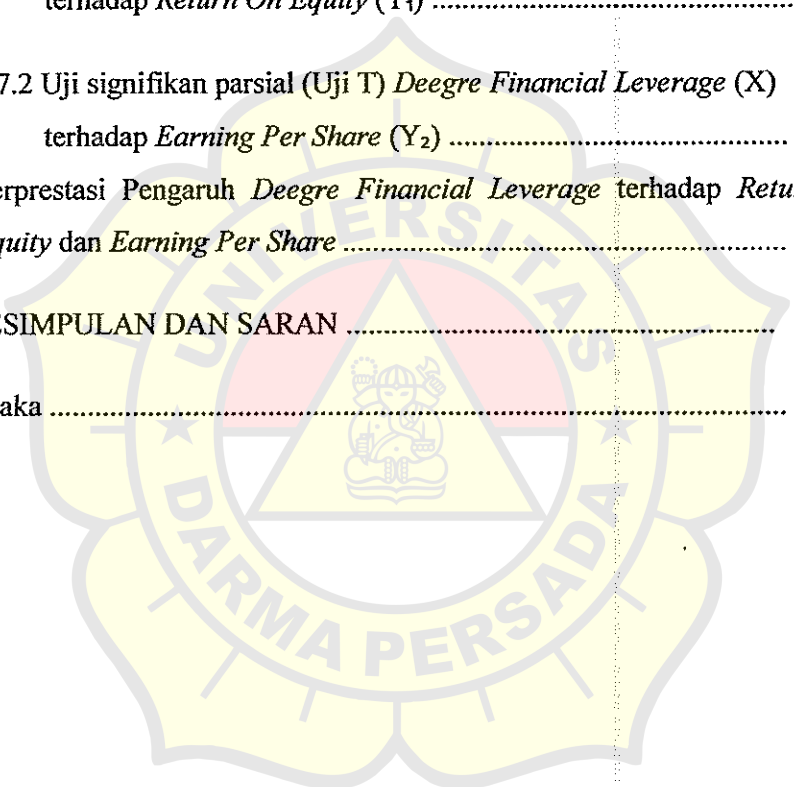 terhadap Return On Equity (Y₁) ........................................................
7.2 Uji signifikan parsial (Uji T) Deegre Financial Leverage (X)
terhadap Earning Per Share (Y₂) ........................................................
erprestasi Pengaruh Deegre Financial Leverage terhadap Retu
quity dan Earning Per Share ........................................................
ESIMPULAN DAN SARAN ........................................................
aka ........................................................
UNIVERSITAS
DARMA PERSADA